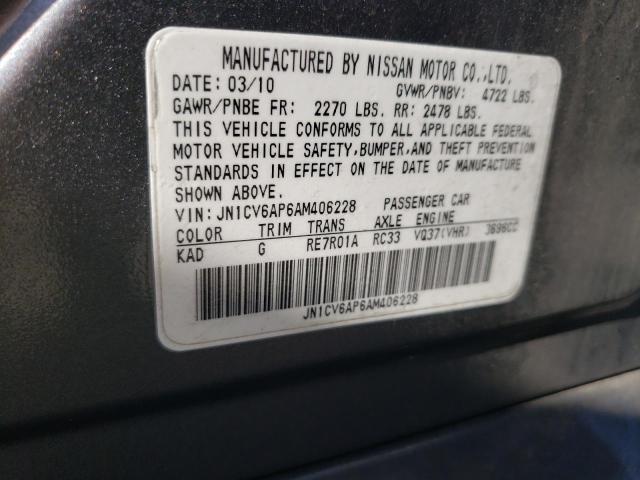 MANUFACTURED BY NISSAN MOTOR CO.,LTD.
DATE: 03/10 GVWR/PNBV: 4722 LBS.
GAWR/PNBE FR: 2270 LBS. RR: 2478 LBS.
THIS VEHICLE CONFORMS TO ALL APPLICABLE FEDERAL
MOTOR VEHICLE SAFETY,BUMPER,AND THEFT PREVENTION
STANDARDS IN EFFECT ON THE DATE OF MANUFACTURE
SHOWN ABOVE.
VIN: JN1CV6AP6AM406228 PASSENGER CAR
COLOR TRIM TRANS AXLE ENGINE
KAD G RE7R01A RC33 VQ37(VHR) 3696CC
JN1CV6AP6AM406228